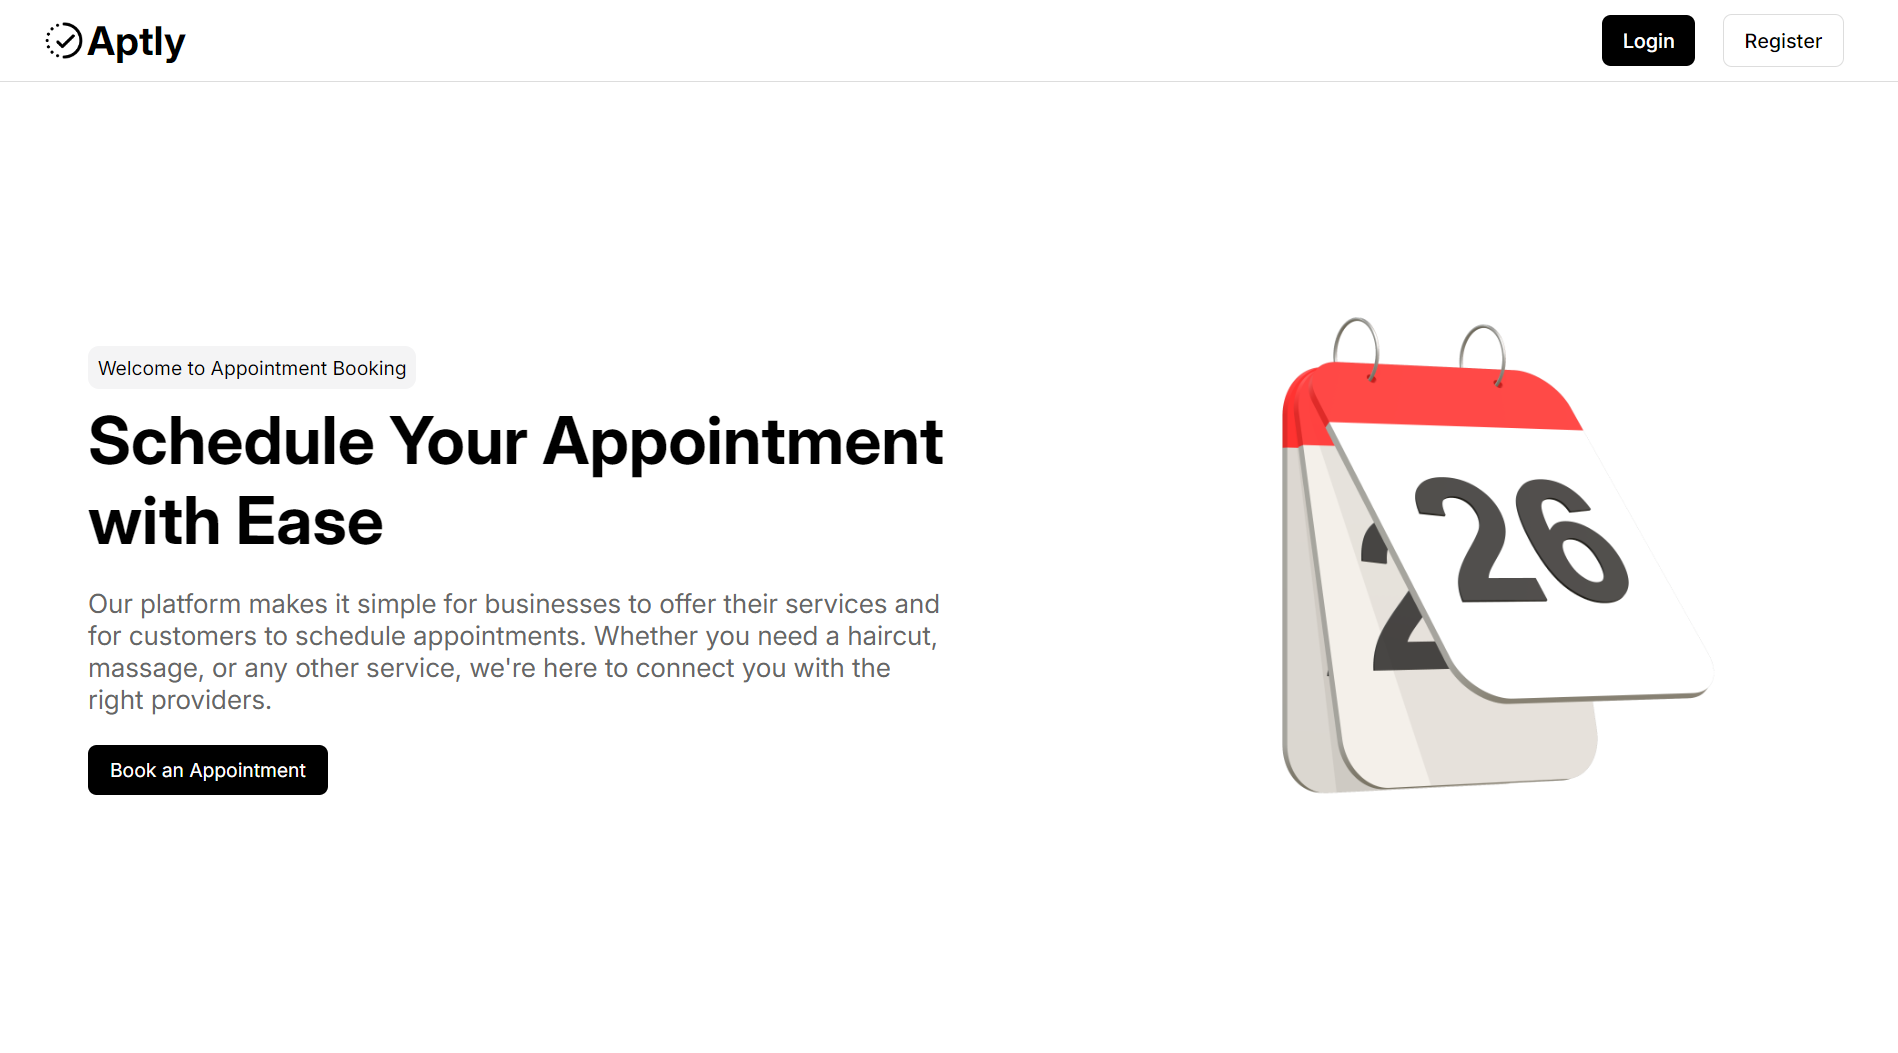 Aptly
Login
Register
Welcome to Appointment Booking
Schedule Your Appointment
with Ease
Our platform makes it simple for businesses to offer their services and
for customers to schedule appointments. Whether you need a haircut,
massage, or any other service, we're here to connect you with the
right providers.
Book an Appointment
26
2